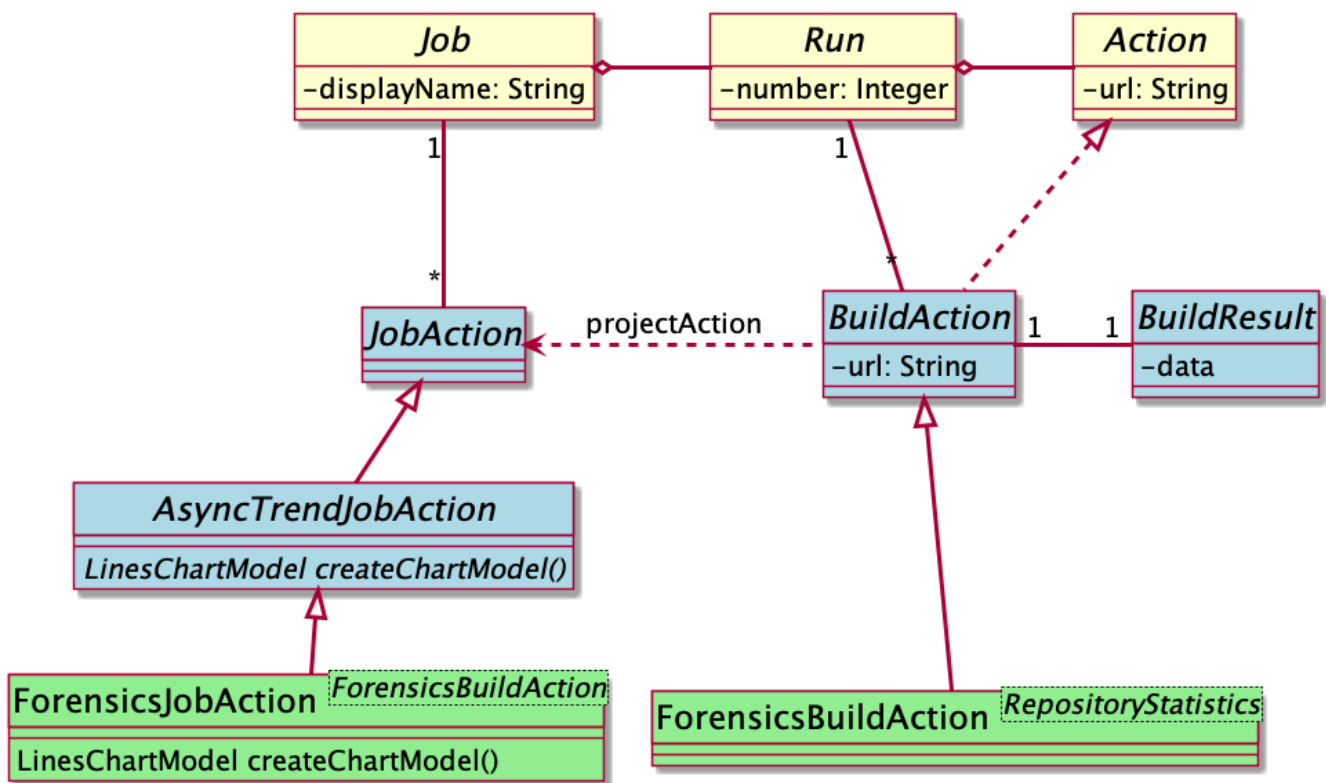 Job
-displayName: String
Run
-number: Integer
Action
-url: String
1
1
*
*
JobAction
projectAction
BuildAction
-url: String
1
1
BuildResult
-data
AsyncTrendJobAction
LinesChartModel createChartModel()
ForensicsJobAction
ForensicsBuildAction
LinesChartModel createChartModel()
ForensicsBuildAction
RepositoryStatistics